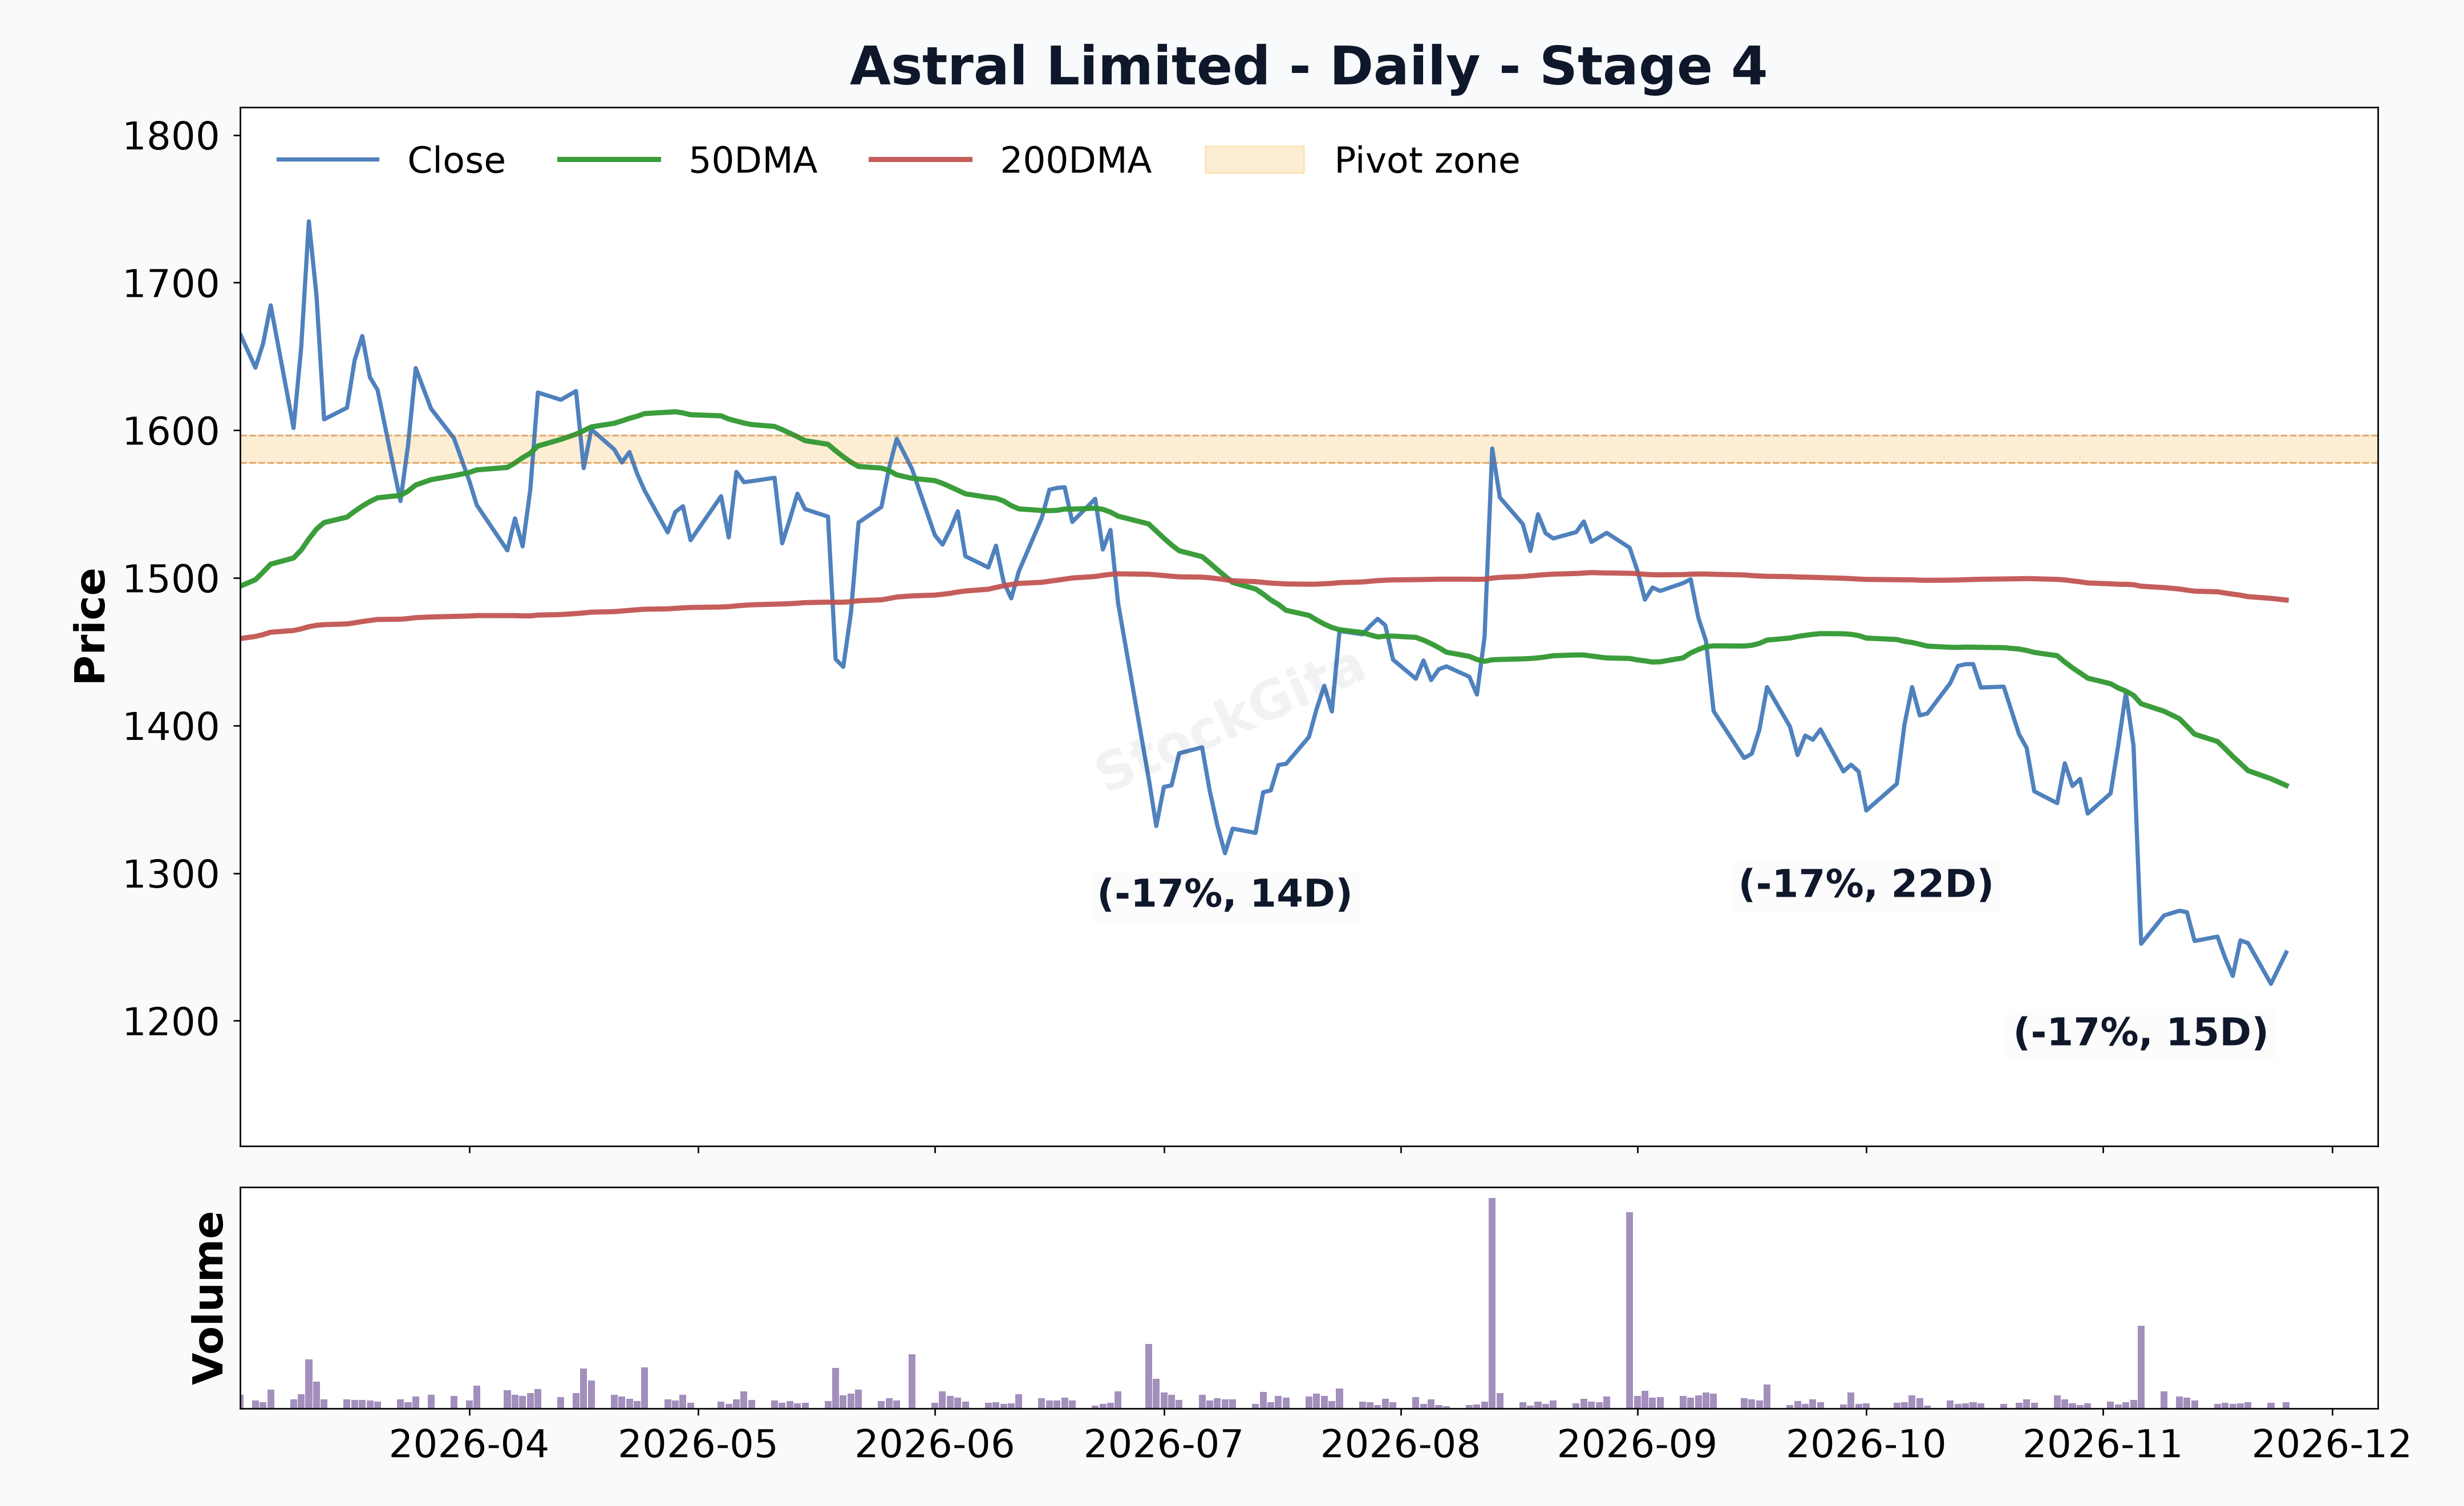 Astral Limited - Daily - Stage 4
Close
50DMA
200DMA
Pivot zone
Price
1800
1700
1600
1500
1400
1300
1200
StockGita
(-17%, 14D)
(-17%, 22D)
(-17%, 15D)
Volume
2026-04
2026-05
2026-06
2026-07
2026-08
2026-09
2026-10
2026-11
2026-12